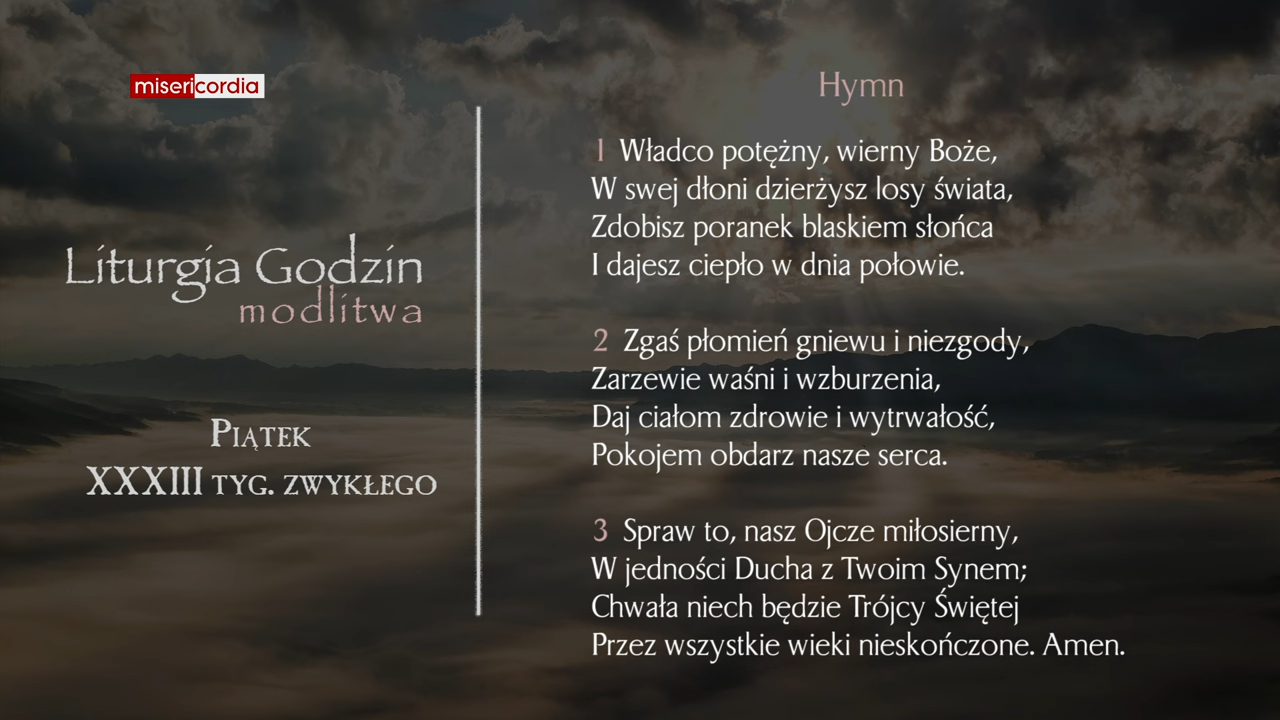 misericordia
Liturgia Godzin
modlitwa
Piątek
XXXIII tyg. zwykłego
Hymn
1 Władco potężny, wierny Boże,
W swej dłoni dzierżysz losy świata,
Zdobisz poranek blaskiem słońca
I dajesz ciepło w dnia połowie.
2 Zgaś płomień gniewu i niezgody,
Zarzewie waśni i wzburzenia,
Daj ciałom zdrowie i wytrwałość,
Pokojem obdarz nasze serca.
3 Spraw to, nasz Ojcze miłosierny,
W jedności Ducha z Twoim Synem;
Chwała niech będzie Trójcy Świętej
Przez wszystkie wieki nieskończone. Amen.